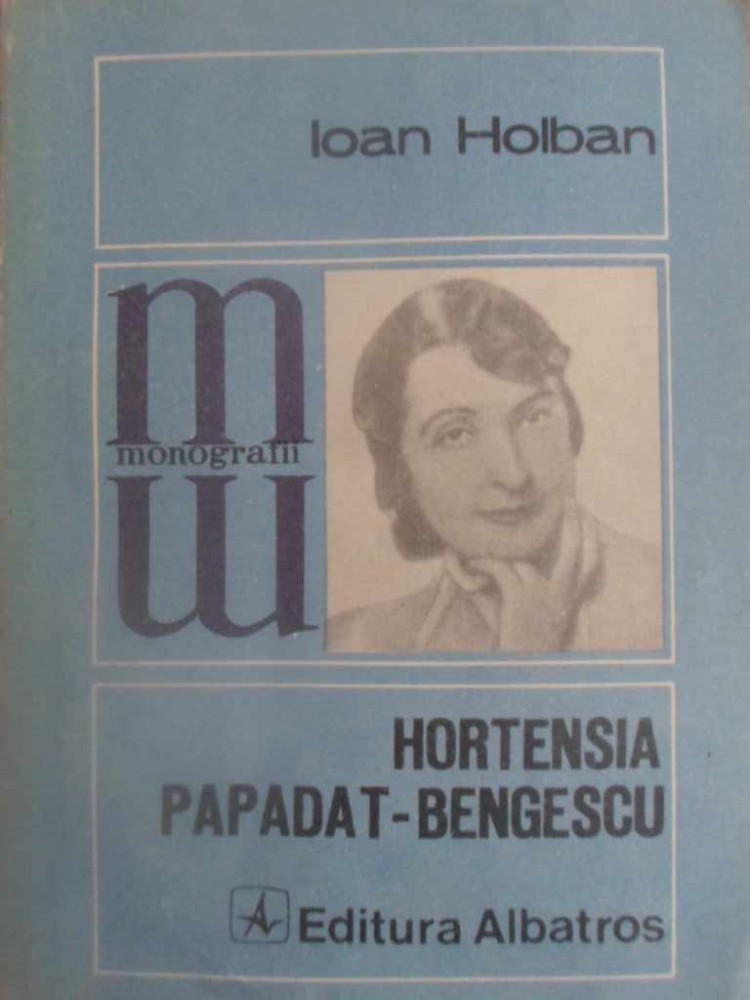 Ioan Holban
m
monografii
m
HORTENSIA
PAPADAT-BENGESCU
A Editura Albatros